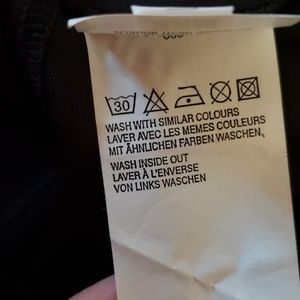 30
WASH WITH SIMILAR COLOURS
LAVER AVEC LES MEMES COULEURS
MIT ÄHNLICHEN FARBEN WASCHEN.
WASH INSIDE OUT
LAVER À L'ENVERSE
VON LINKS WASCHEN